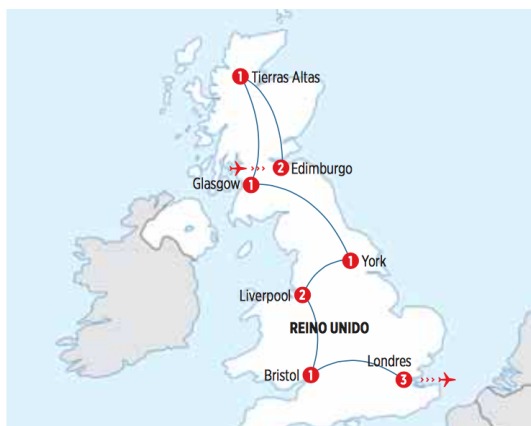 1 Tierras Altas
2 Edimburgo
Glasgow 1
1 York
Liverpool 2
REINO UNIDO
Londres
3
Bristol 1